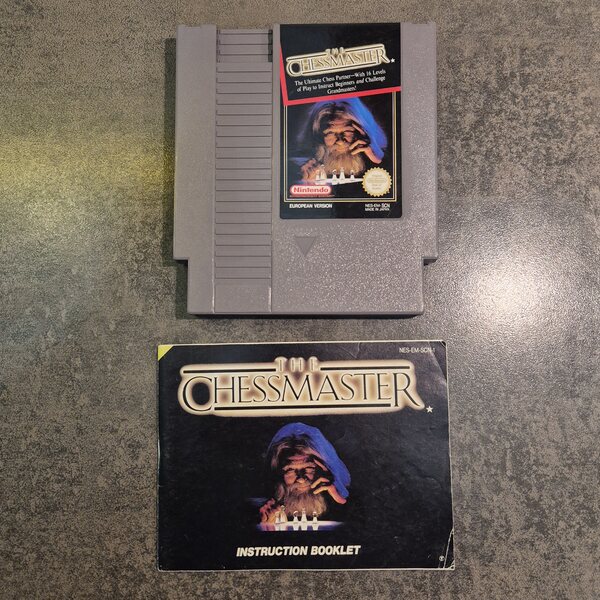 THE
CHESSMASTER
The Ultimate Chess Partner—With 16 Levels
of Play to Instruct Beginners and Challenge
Grandmasters!
Nintendo
EUROPEAN VERSION
NES-EM-SCN
MADE IN JAPAN
NES-EM-SCN-1
THE
CHESSMASTER
INSTRUCTION BOOKLET